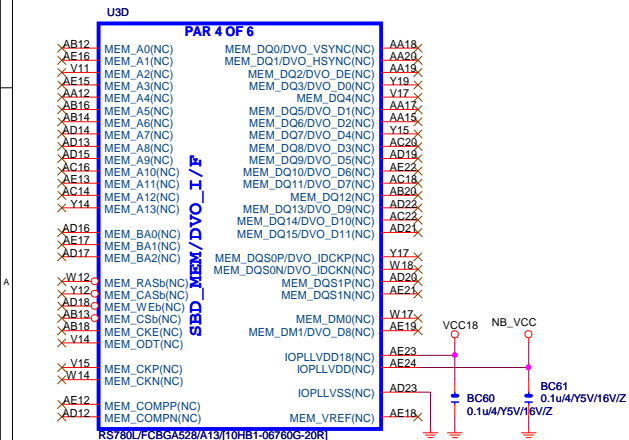 U3D
PAR 4 OF 6
AB12 MEM_A0(NC) MEM_DQ0/DVO_VSYNC(NC) AA18
AE16 MEM_A1(NC) MEM_DQ1/DVO_HSYNC(NC) AA20
V11 MEM_A2(NC) MEM_DQ2/DVO_DE(NC) AA19
AE15 MEM_A3(NC) MEM_DQ3/DVO_D0(NC) Y19
AA12 MEM_A4(NC) MEM_DQ4(NC) V17
AB16 MEM_A5(NC) MEM_DQ5/DVO_D1(NC) AA17
AB14 MEM_A6(NC) MEM_DQ6/DVO_D2(NC) AA15
AD14 MEM_A7(NC) MEM_DQ7/DVO_D4(NC) Y15
AD13 MEM_A8(NC) MEM_DQ8/DVO_D3(NC) AC20
AD15 MEM_A9(NC) MEM_DQ9/DVO_D5(NC) AD19
AC16 MEM_A10(NC) MEM_DQ10/DVO_D6(NC) AE22
AE13 MEM_A11(NC) MEM_DQ11/DVO_D7(NC) AC18
AC14 MEM_A12(NC) MEM_DQ12(NC) AB20
Y14 MEM_A13(NC) MEM_DQ13/DVO_D9(NC) AD22
MEM_DQ14/DVO_D10(NC) AC22
AD16 MEM_BA0(NC) MEM_DQ15/DVO_D11(NC) AD21
AE17 MEM_BA1(NC)
AD17 MEM_BA2(NC) MEM_DQS0P/DVO_IDCKP(NC) Y17
MEM_DQS0N/DVO_IDCKN(NC) W18
W12 MEM_RASb(NC) MEM_DQS1P(NC) AD20
Y12 MEM_CASb(NC) MEM_DQS1N(NC) AE21
AD18 MEM_WEb(NC)
AB13 MEM_CSb(NC) MEM_DM0(NC) W17
AB18 MEM_CKE(NC) MEM_DM1/DVO_D8(NC) AE19
V14 MEM_ODT(NC)
SBD_MEM/DVO_I/F
VCC18 NB_VCC
IOPLLVDD18(NC) AE23
V15 MEM_CKP(NC) IOPLLVDD(NC) AE24
W14 MEM_CKN(NC)
IOPLLVSS(NC) AD23
AE12 MEM_COMPP(NC)
AD12 MEM_COMPN(NC) MEM_VREF(NC) AE18
BC60
0.1u/4/Y5V/16V/Z
BC61
0.1u/4/Y5V/16V/Z
RS780L/FCBGA528/A13/[10HB1-06760G-20R]
A